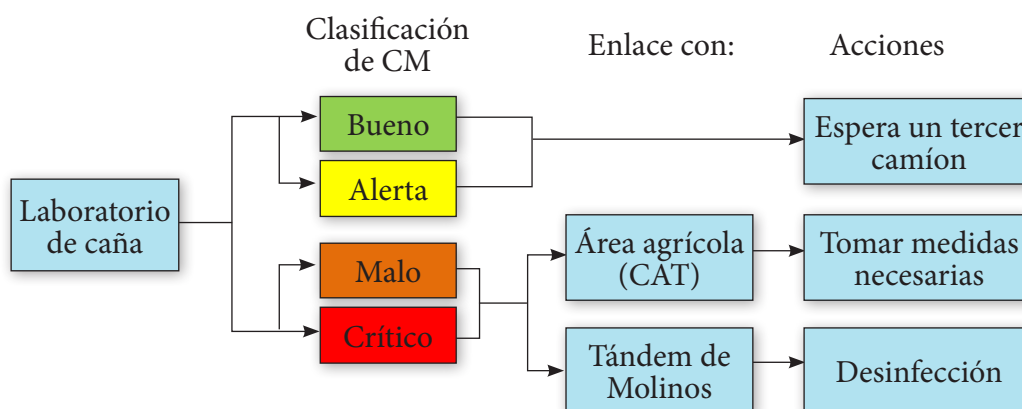 Clasificación
de CM
Enlace con:
Acciones
Bueno
Espera un tercer
camíon
Alerta
Laboratorio
de caña
Malo
Área agrícola
(CAT)
Tomar medidas
necesarias
Crítico
Tándem de
Molinos
Desinfección